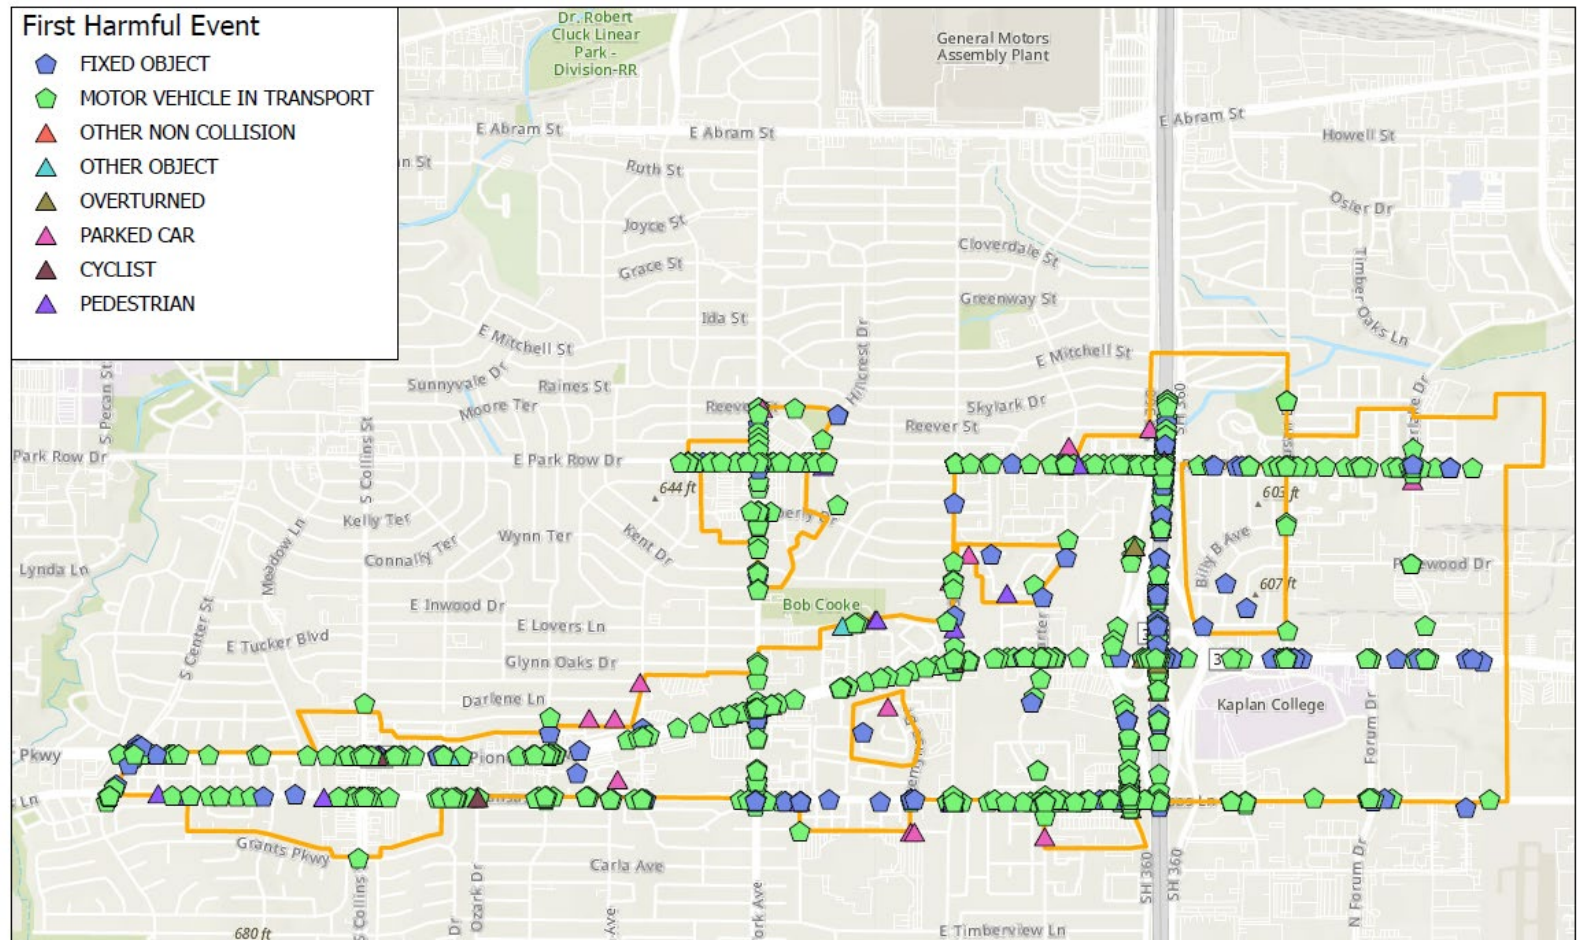 First Harmful Event
FIXED OBJECT
MOTOR VEHICLE IN TRANSPORT
OTHER NON COLLISION
OTHER OBJECT
OVERTURNED
PARKED CAR
CYCLIST
PEDESTRIAN
Dr. Robert
Cluck Linear
Park -
Division-RR
General Motors
Assembly Plant
E Abram St
E Abram St
E Abram St
Howell St
an St
Ruth St
Osler Dr
Joyce St
Cloverdale St
Grace St
Timber Oaks Ln
Greenway St
Ida St
Hillcrest Dr
E Mitchell St
E Mitchell St
S Pecan St
Sunnyvale Dr
Raines St
Moore Ter
Skylark Dr
SH 360
Reever St
S Collins St
Park Row Dr
E Park Row Dr
644 ft
603 ft
Kelly Ter
Wynn Ter
Kent Dr
Meadow Ln
Connally Ter
Billy B Ave
Lynda Ln
607 ft
E Inwood Dr
Bob Cooke
S Center St
E Lovers Ln
E Tucker Blvd
Glynn Oaks Dr
Darlene Ln
Kaplan College
Forum Dr
Pkwy
Ln
Grants Pkwy
Carla Ave
S Collins
Dr
Ozark Dr
Ave
SH 360
SH 360
N Forum Dr
680 ft
E Timberview Ln